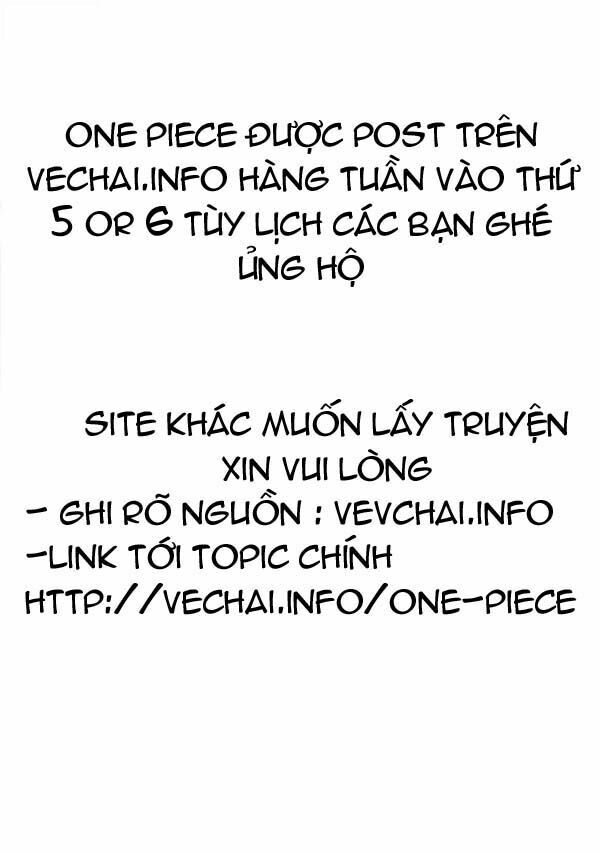 ONE PIECE ĐƯỢC POST TRÊN
VECHAI.INFO HÀNG TUẦN VÀO THỨ
5 OR 6 TÙY LỊCH CÁC BẠN GHÉ
ỦNG HỘ
SITE KHÁC MUỐN LẤY TRUYỆN
XIN VUI LÒNG
- GHI RÕ NGUỒN : VEVCHAI.INFO
-LINK TỚI TOPIC CHÍNH
HTTP://VECHAI.INFO/ONE-PIECE